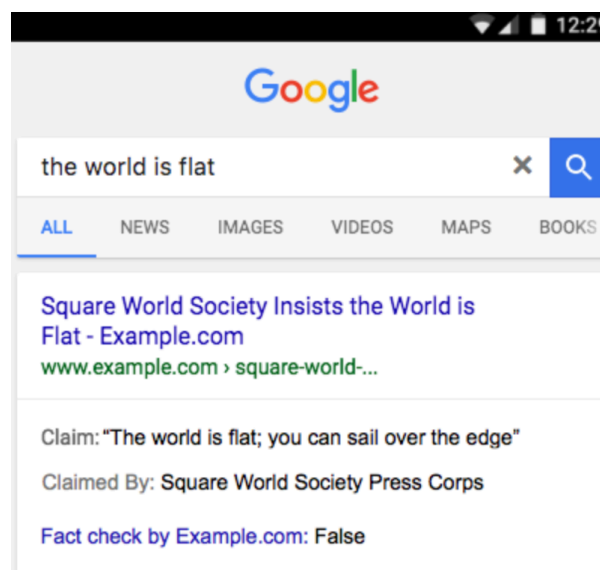 12:29
Google
the world is flat
ALL NEWS IMAGES VIDEOS MAPS BOOKS
Square World Society Insists the World is
Flat - Example.com
www.example.com › square-world-...
Claim: “The world is flat; you can sail over the edge”
Claimed By: Square World Society Press Corps
Fact check by Example.com: False